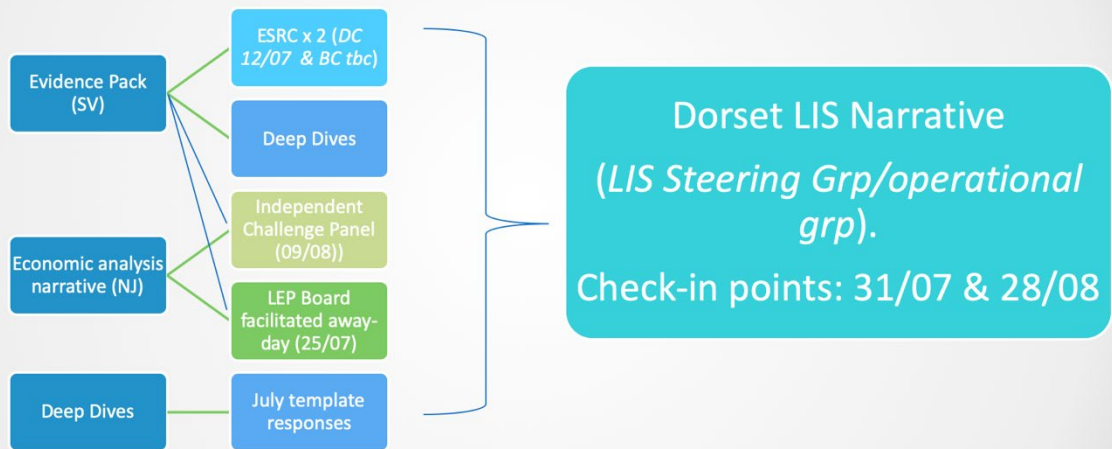 Evidence Pack
(SV)
Economic analysis
narrative (NJ)
Deep Dives
ESRC x 2 (DC
12/07 & BC tbc)
Deep Dives
Independent
Challenge Panel
(09/08))
LEP Board
facilitated away-
day (25/07)
July template
responses
Dorset LIS Narrative
(LIS Steering Grp/operational
grp).
Check-in points: 31/07 & 28/08